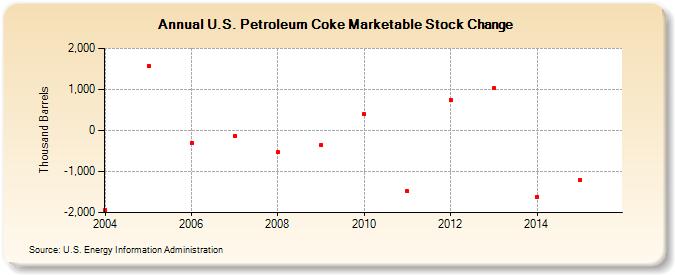 Annual U.S. Petroleum Coke Marketable Stock Change
Thousand Barrels
2,000
1,000
0
-1,000
-2,000
2004 2006 2008 2010 2012 2014
Source: U.S. Energy Information Administration